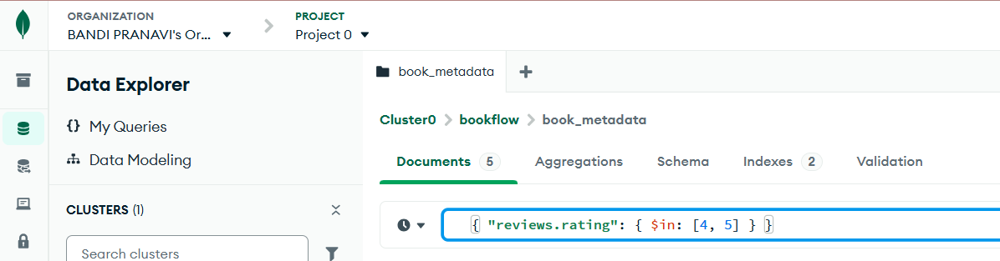 ORGANIZATION
BANDI PRANAVI's Or...
PROJECT
Project 0
Data Explorer
My Queries
Data Modeling
CLUSTERS (1)
Search clusters
book_metadata
Cluster0 > bookflow > book_metadata
Documents 5 Aggregations Schema Indexes 2 Validation
{ "reviews.rating": { $in: [4, 5] } }